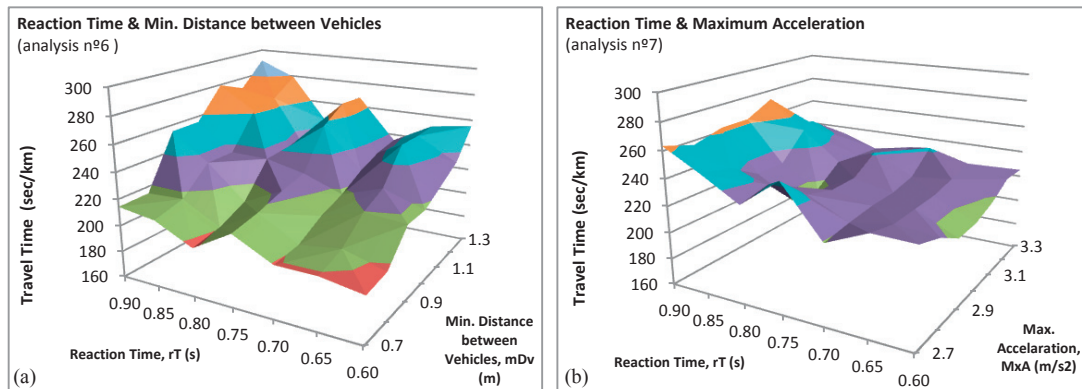 Reaction Time & Min. Distance between Vehicles
(analysis nº6 )
300
280
260
240
220
200
180
160
Travel Time (sec/km)
0.90
0.85
0.80
0.75
0.70
0.65
0.60
Reaction Time, rT (s)
1.3
1.1
0.9
0.7
Min. Distance
between
Vehicles, mDv
(m)
(a)
Reaction Time & Maximum Acceleration
(analysis nº7)
300
280
260
240
220
200
180
160
Travel Time (sec/km)
0.90
0.85
0.80
0.75
0.70
0.65
0.60
Reaction Time, rT (s)
3.3
3.1
2.9
2.7
Max.
Accelaration,
MxA (m/s2)
(b)